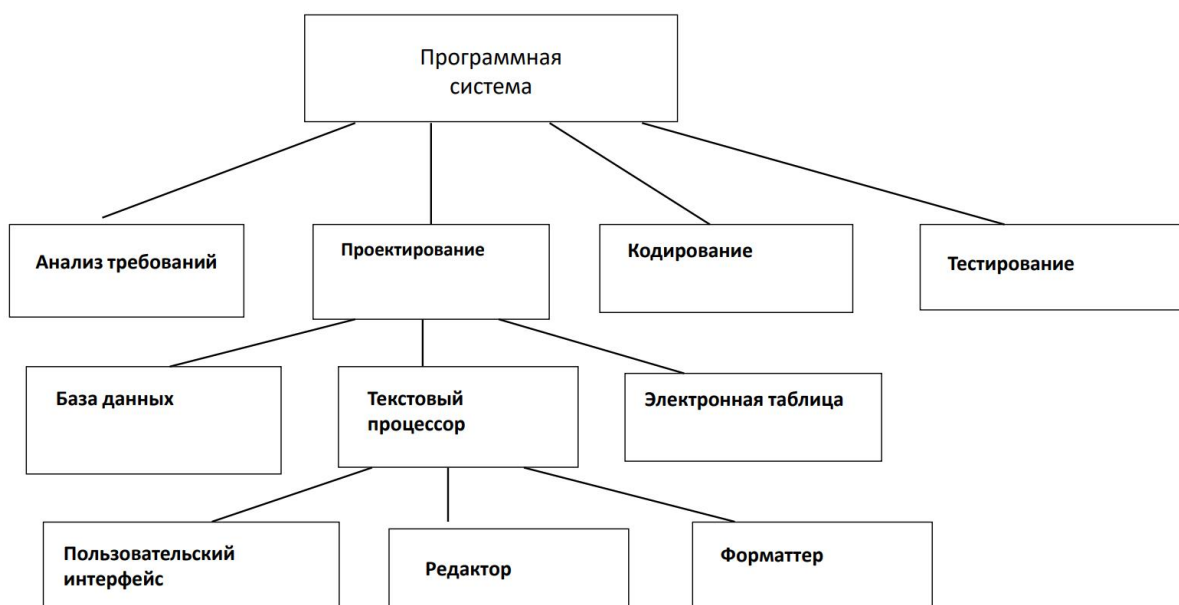 Программная
система
Анализ требований
Проектирование
Кодирование
Тестирование
База данных
Текстовый
процессор
Электронная таблица
Пользовательский
интерфейс
Редактор
Форматтер